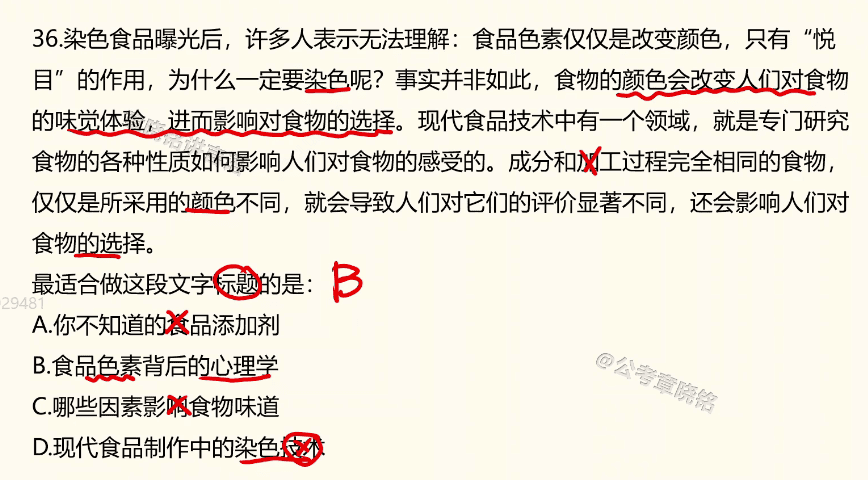 36.染色食品曝光后，许多人表示无法理解：食品色素仅仅是改变颜色，只有“悦
目”的作用，为什么一定要染色呢？事实并非如此，食物的颜色会改变人们对食物
的味觉体验，进而影响对食物的选择。现代食品技术中有一个领域，就是专门研究
食物的各种性质如何影响人们对食物的感受的。成分和加工过程完全相同的食物，
仅仅是所采用的颜色不同，就会导致人们对它们的评价显著不同，还会影响人们对
食物的选择。
最适合做这段文字标题的是： B
29481
A.你不知道的食品添加剂
B.食品色素背后的心理学
C.哪些因素影响食物味道
D.现代食品制作中的染色技术
@公考章晓铭